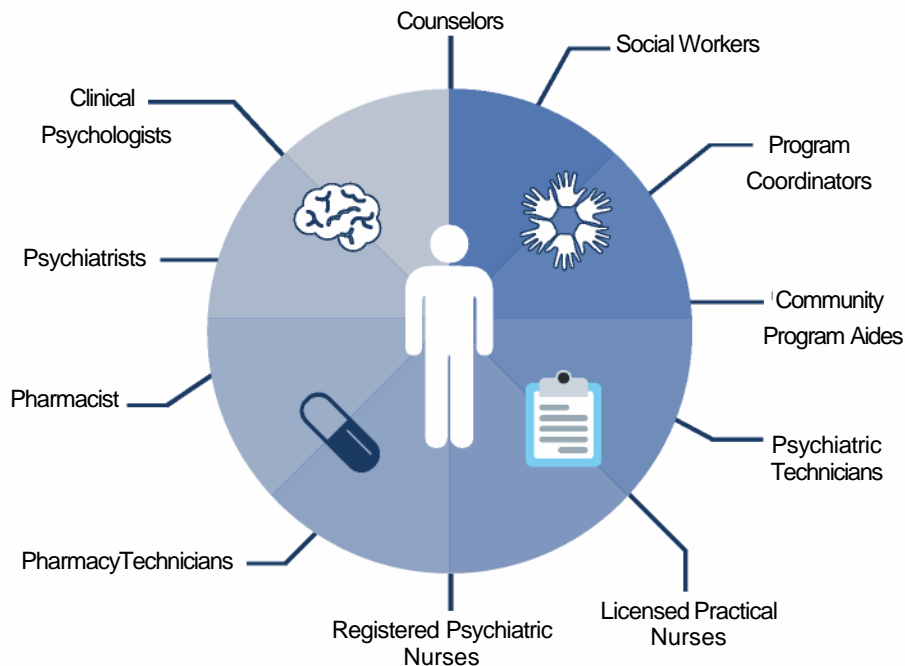 Counselors
Social Workers
Program
Coordinators
Community
Program Aides
Psychiatric
Technicians
Licensed Practical
Nurses
Registered Psychiatric
Nurses
PharmacyTechnicians
Pharmacist
Psychiatrists
Clinical
Psychologists